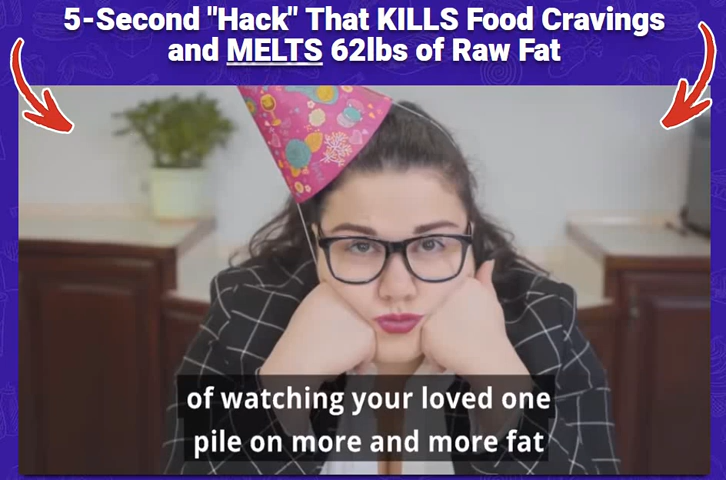 5-Second "Hack" That KILLS Food Cravings
and MELTS 62lbs of Raw Fat
of watching your loved one
pile on more and more fat